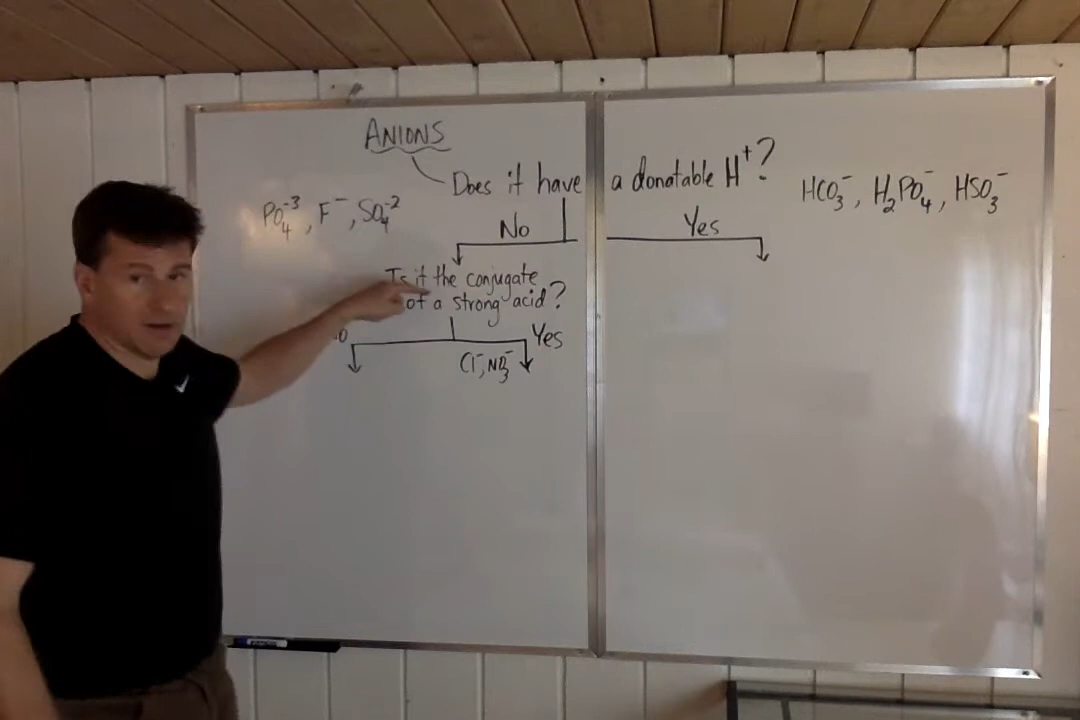 ANIONS
Does it have a donatable H⁺?
PO₄⁻³, F⁻, SO₄⁻²
HCO₃⁻, H₂PO₄⁻, HSO₃⁻
No
Yes
Is it the conjugate
of a strong acid?
Yes
Cl⁻, NO₃⁻